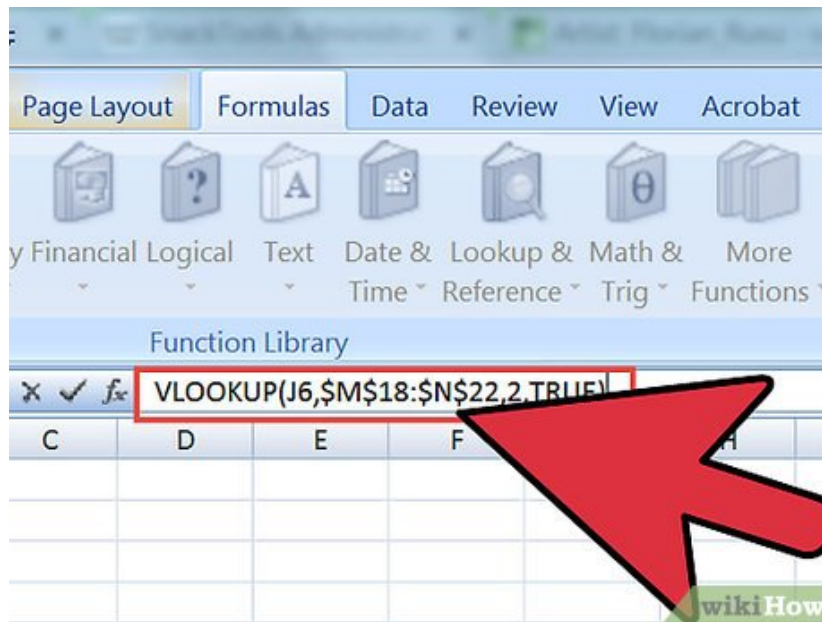 Page Layout Formulas Data Review View Acrobat
y Financial Logical Text Date & Time Lookup & Reference Math & Trig More Functions
Function Library
fx VLOOKUP(J6,$M$18:$N$22,2,TRUE)
C D E F H
wikiHow